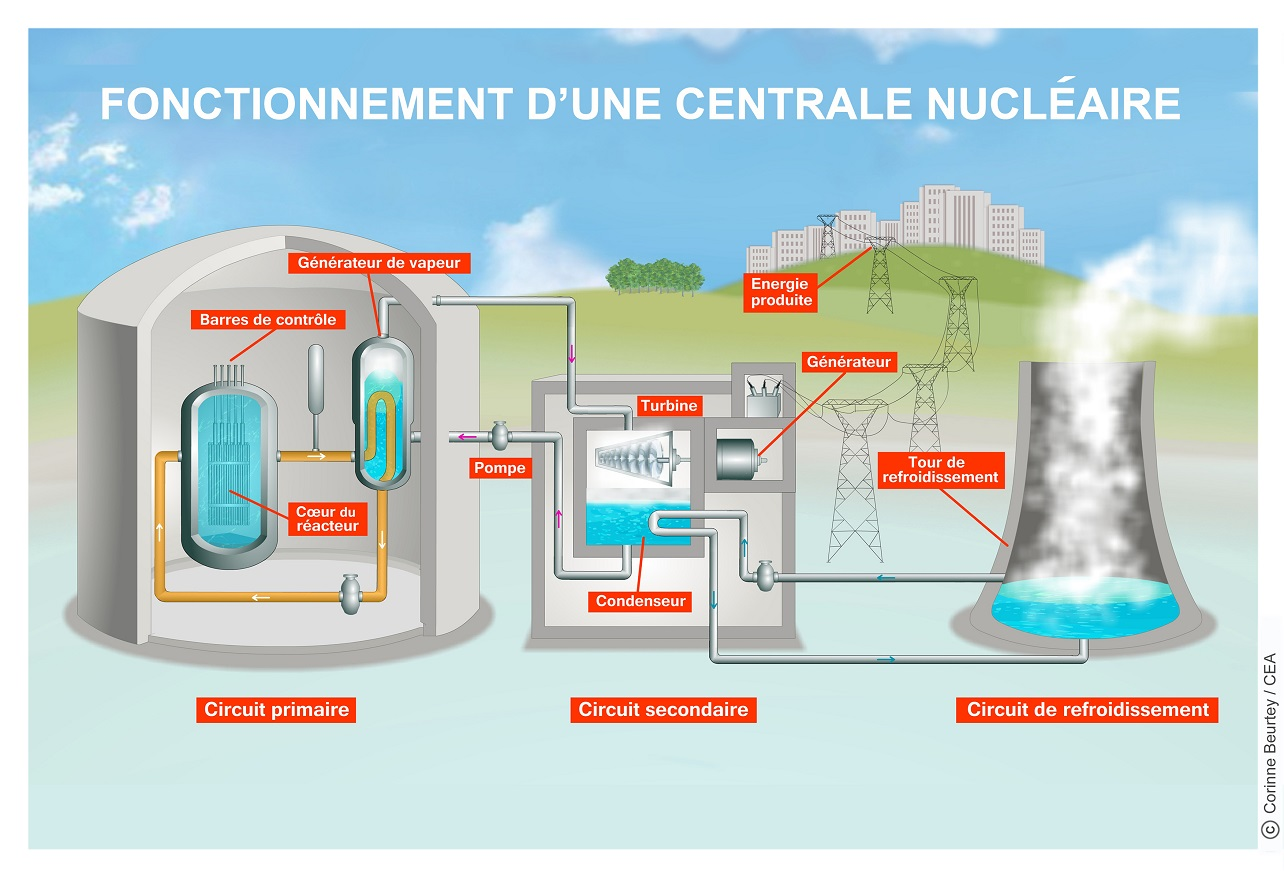 FONCTIONNEMENT D'UNE CENTRALE NUCLÉAIRE
Générateur de vapeur
Barres de contrôle
Energie
produite
Générateur
Turbine
Pompe
Tour de
refroidissement
Cœur du
réacteur
Condenseur
Circuit primaire
Circuit secondaire
Circuit de refroidissement
© Corinne Beurtey / CEA